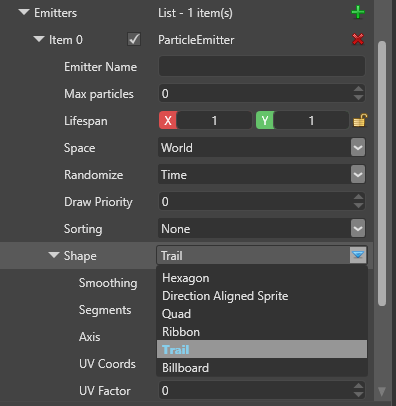 Emitters List - 1 item(s)
Item 0 ParticleEmitter
Emitter Name
Max particles 0
Lifespan X 1 Y 1
Space World
Randomize Time
Draw Priority 0
Sorting None
Shape Trail
Smoothing
Hexagon
Direction Aligned Sprite
Segments
Quad
Axis
Ribbon
Trail
UV Coords
Billboard
UV Factor 0